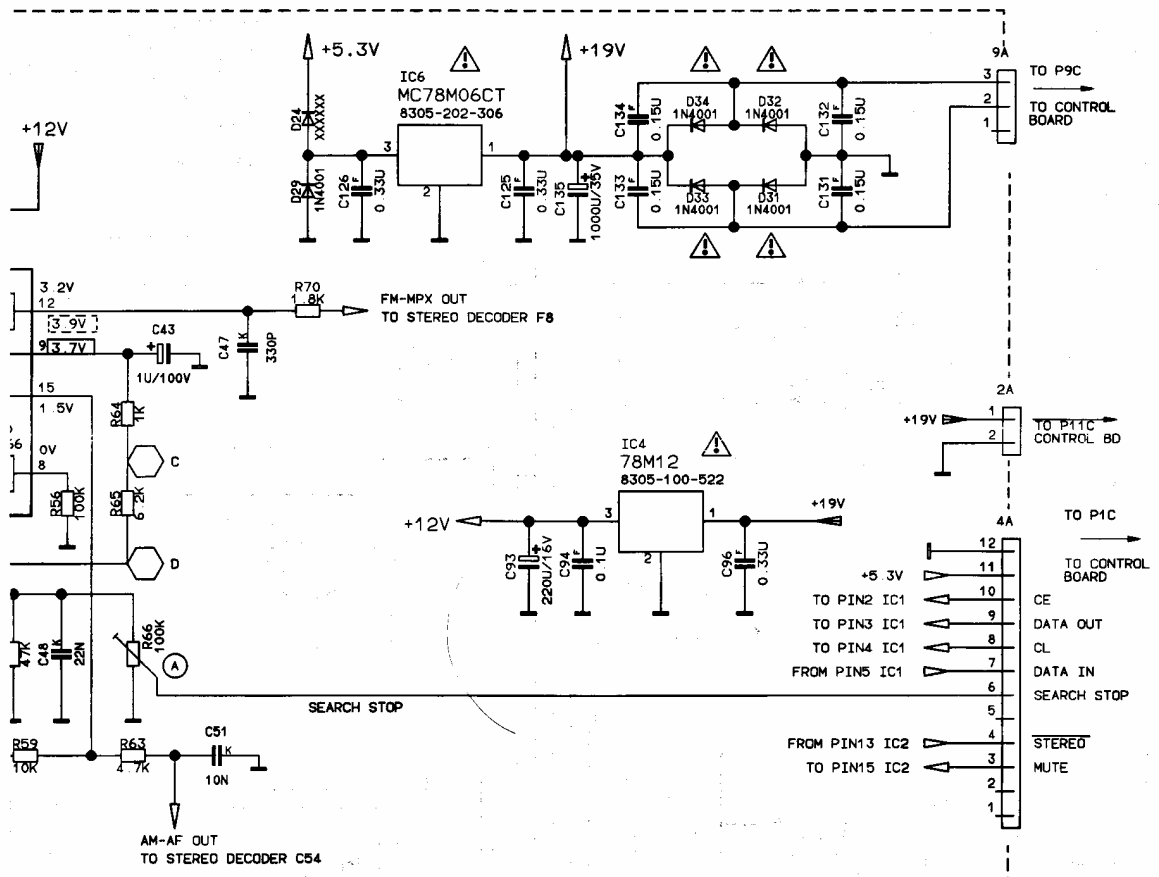 +5.3V
+19V
9A
IC6
MC78M06CT
8305-202-306
3 TO P9C
2 TO CONTROL
BOARD
1
D24
XXXXXX
D29
1N4001
C126
F
0.33U
3
1
2
C125
F
0.33U
C135
+
1000U/35V
C134
F
0.15U
C133
F
0.15U
D34
1N4001
D32
1N4001
D33
1N4001
D31
1N4001
C132
F
0.15U
C131
F
0.15U
+12V
3.2V
12
3.9V
9 3.7V
15
1.5V
0V
8
66
R70
1.8K
FM-MPX OUT
TO STEREO DECODER F8
C43
+
1U/100V
C47
K
330P
R64
1K
C
R65
6.2K
D
R56
100K
2A
+19V 1
2
TO P11C
CONTROL BD
IC4
78M12
8305-100-522
+12V
3
1
2
+19V
C93
+
220U/16V
C94
F
0.1U
C96
F
0.33U
4A
TO P1C
TO CONTROL
BOARD
12
+5.3V 11
TO PIN2 IC1 10 CE
TO PIN3 IC1 9 DATA OUT
TO PIN4 IC1 8 CL
FROM PIN5 IC1 7 DATA IN
6 SEARCH STOP
5
FROM PIN13 IC2 4 STEREO
TO PIN15 IC2 3 MUTE
2
1
47K
C48
K
22N
R66
100K
A
SEARCH STOP
R59
10K
R63
4.7K
C51
K
10N
AM-AF OUT
TO STEREO DECODER C54